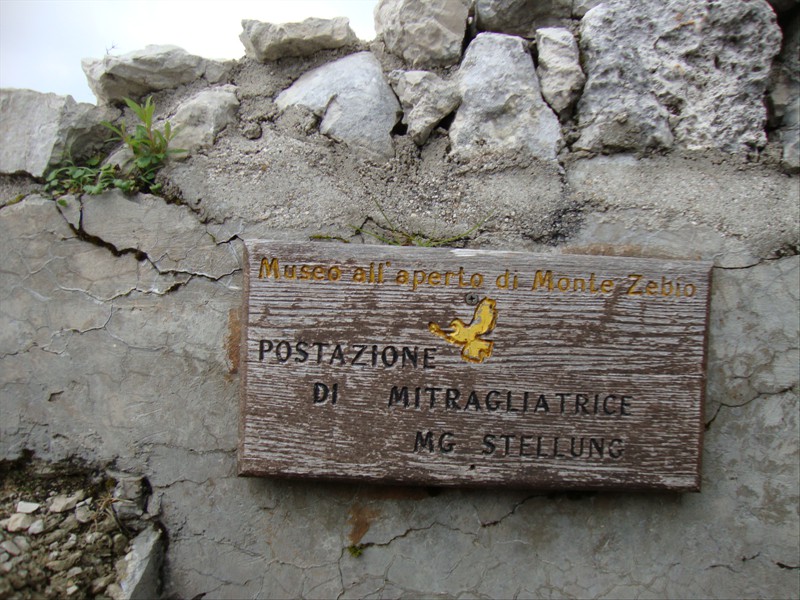 Museo all'aperto di Monte Zebio
POSTAZIONE
DI MITRAGLIATRICE
MG STELLUNG